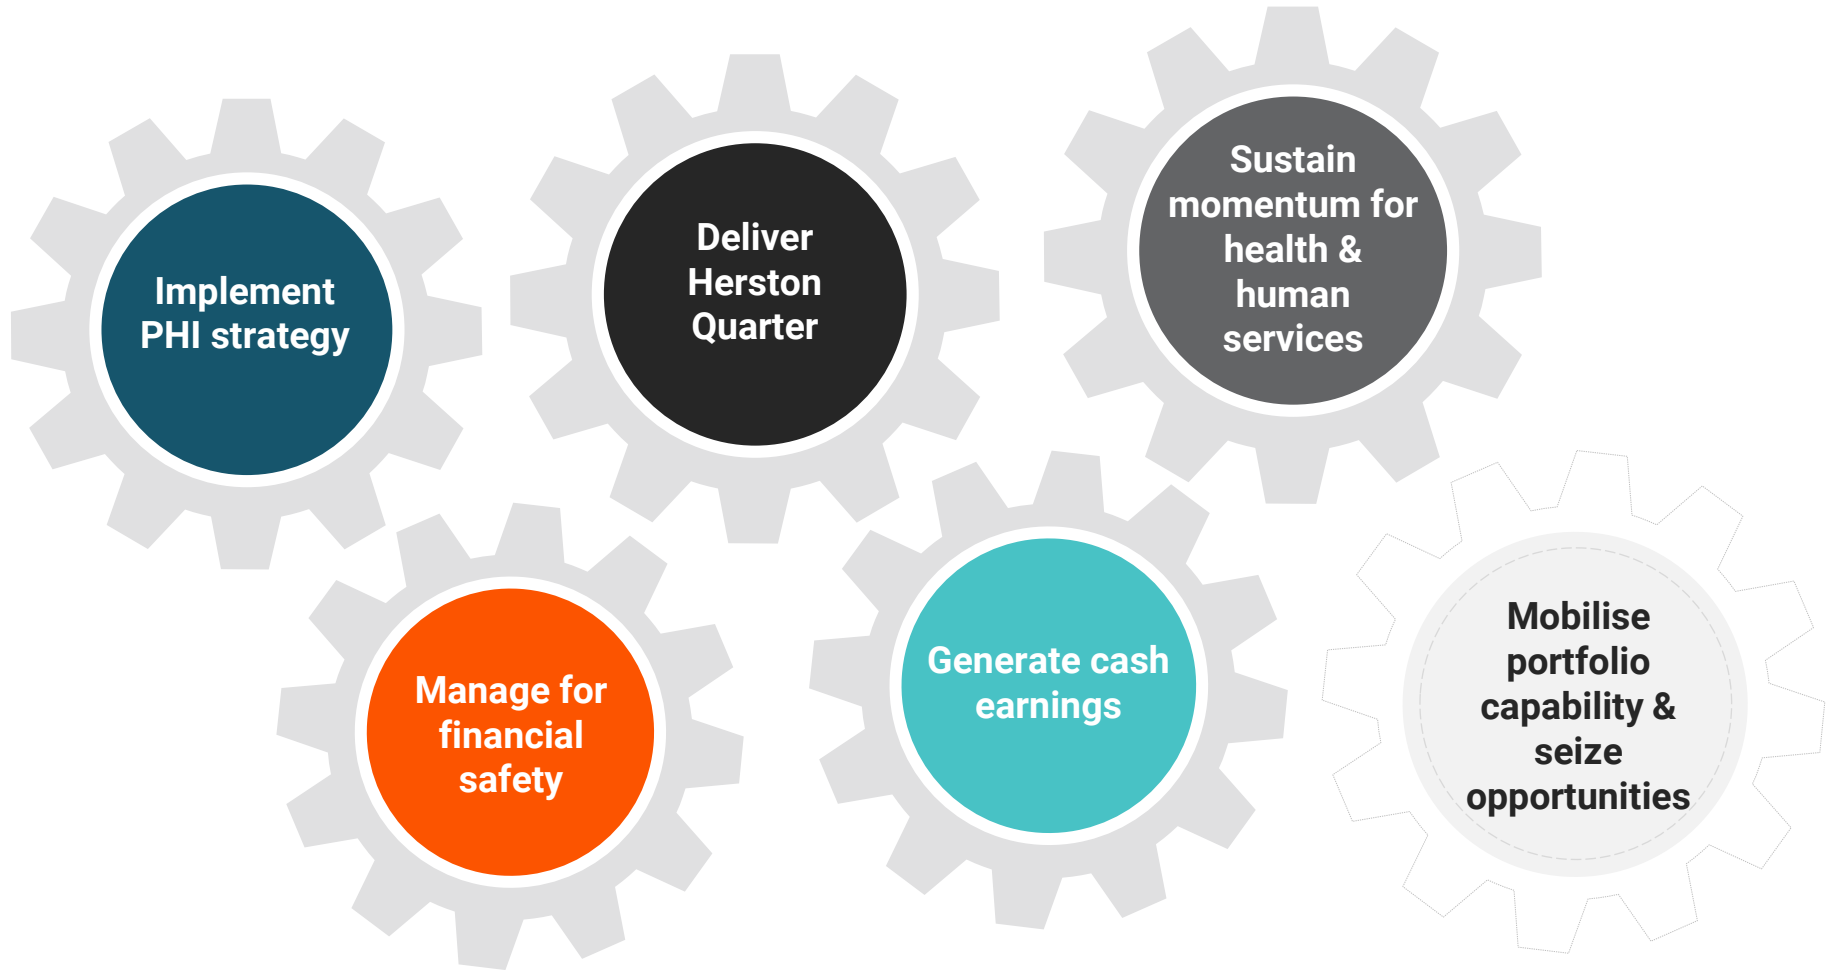 Implement
PHI strategy
Deliver
Herston
Quarter
Sustain
momentum for
health &
human
services
Manage for
financial
safety
Generate cash
earnings
Mobilise
portfolio
capability &
seize
opportunities